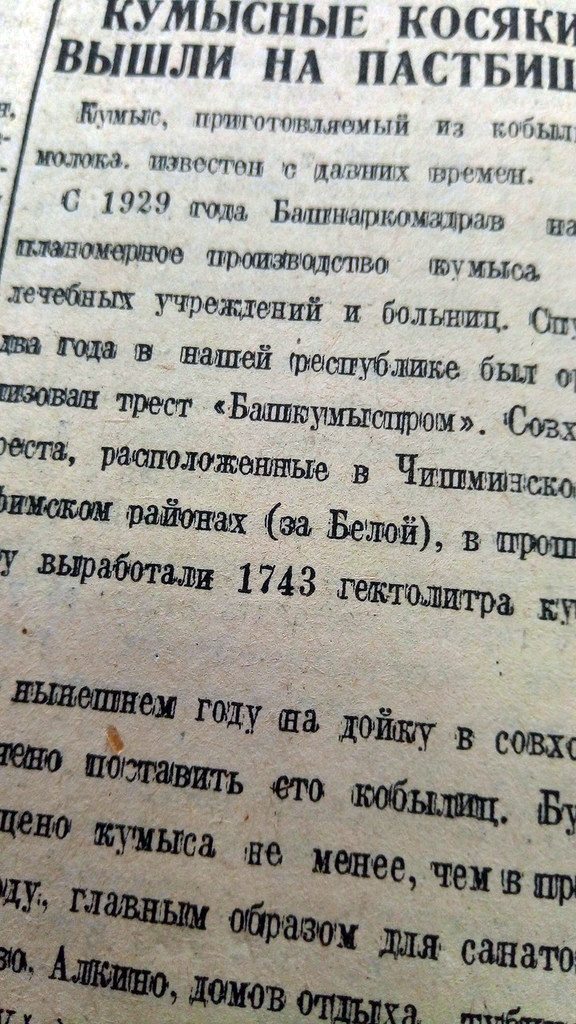 КУМЫСНЫЕ КОСЯКИ
ВЫШЛИ НА ПАСТБИЩ
Кумыс, приготовляемый из кобыл
молока. известен с давних времен.
С 1929 года Башнаркомздрав на
планомерное производство кумыса
лечебных учреждений и больниц. Спу
два года в нашей республике был о
низован трест «Башкумыспром». Совх
реста, расположенные в Чишминско
фимском районах (за Белой), в прош
у выработали 1743 гектолитра ку
нынешнем году на дойку в совхо
чено поставить сто кобылиц. Бу
щено кумыса не менее, чем в пр
оду, главным образом для санато
во, Алкино, домов отдыха,